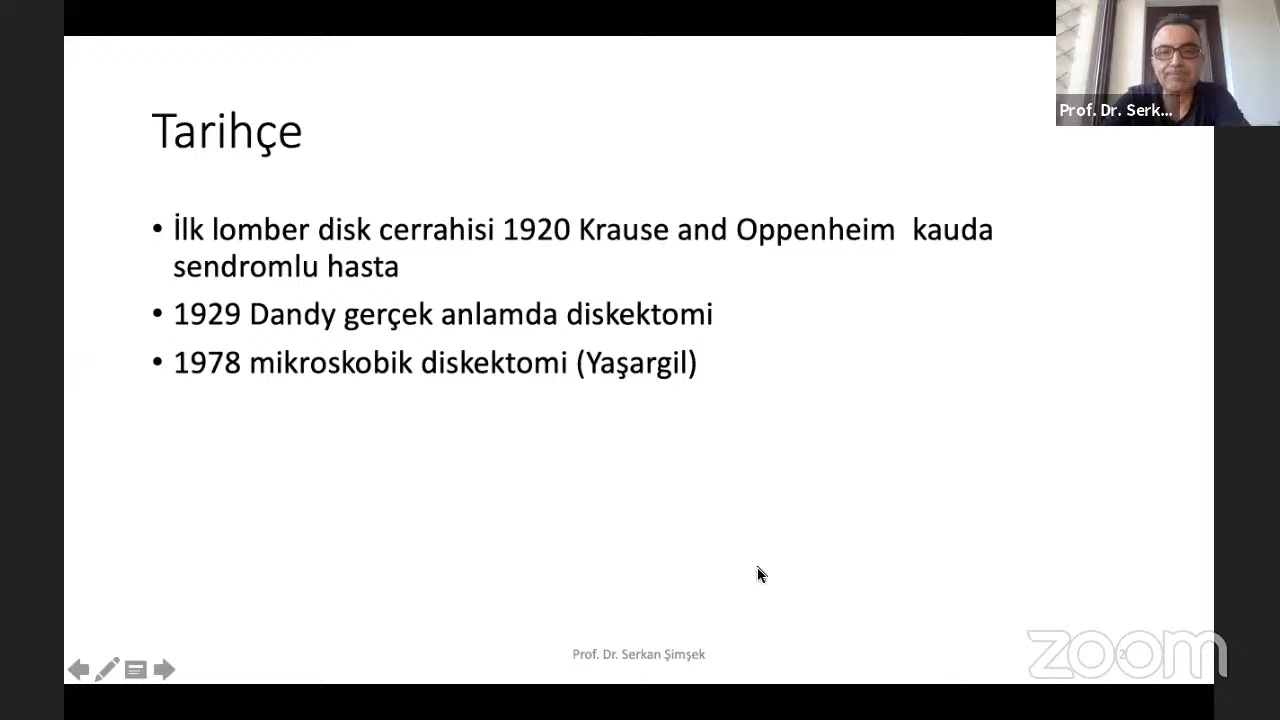 Prof. Dr. Serk...
Tarihçe
• İlk lomber disk cerrahisi 1920 Krause and Oppenheim  kauda
sendromlu hasta
• 1929 Dandy gerçek anlamda diskektomi
• 1978 mikroskobik diskektomi (Yaşargil)
Prof. Dr. Serkan Şimşek
2
zoom